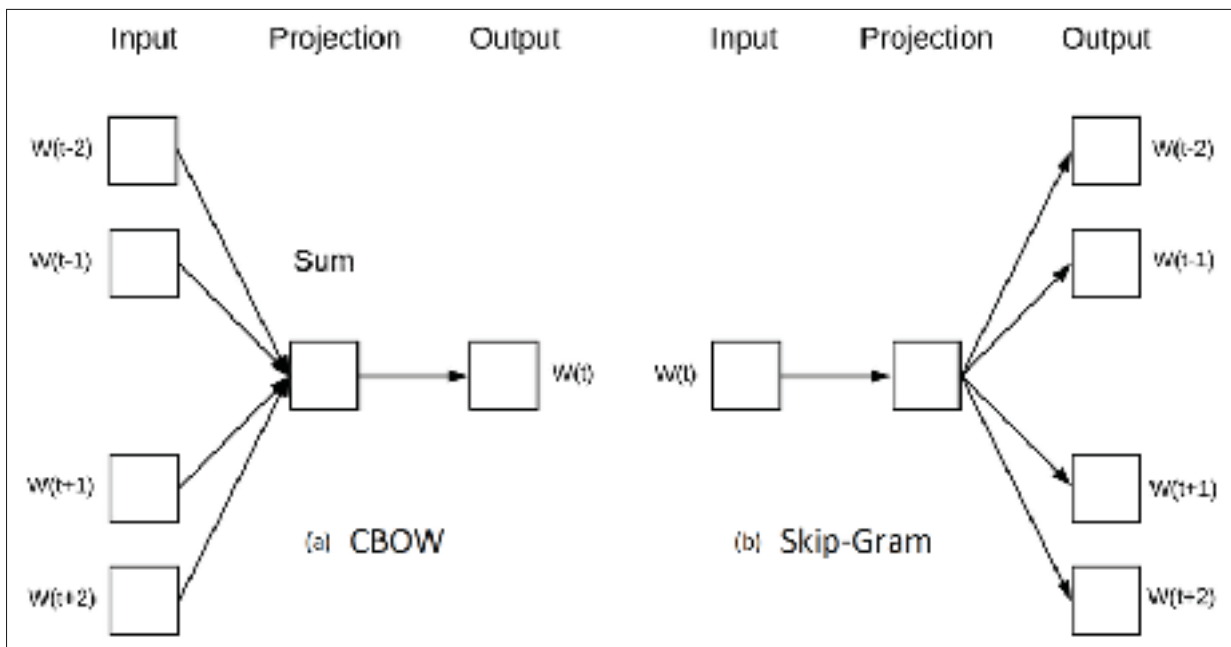 Input Projection Output
W(t-2)
W(t-1)
Sum
W(t)
W(t+1)
W(t+2)
(a) CBOW
Input Projection Output
W(t-2)
W(t-1)
W(t)
W(t+1)
W(t+2)
(b) Skip-Gram